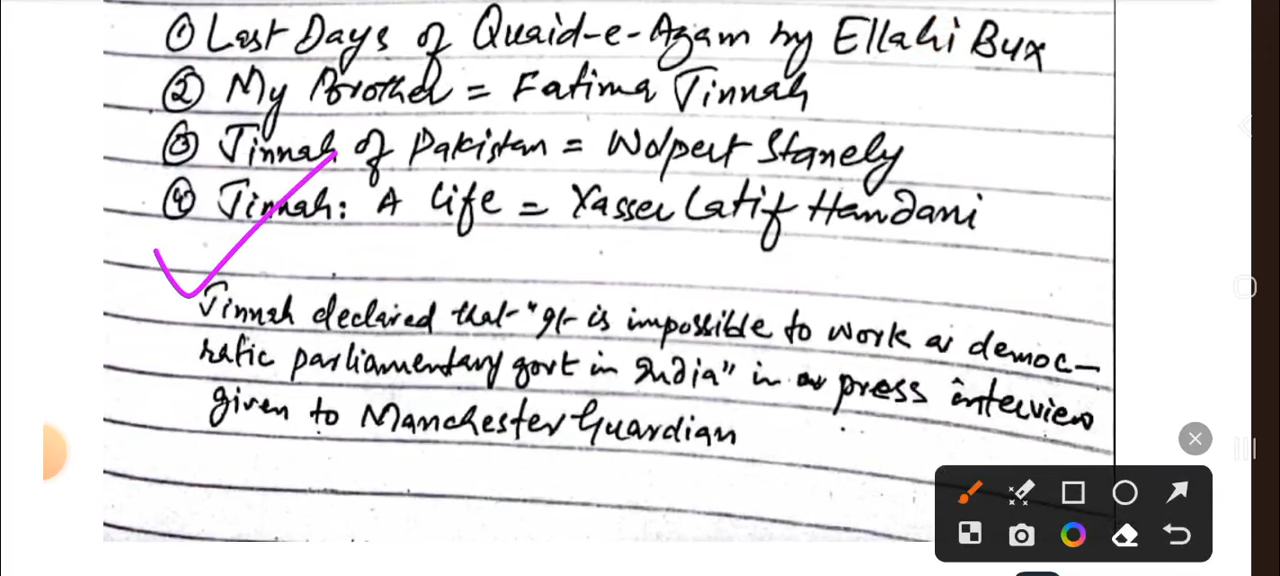 ① Last Days of Quaid-e-Azam by Ellahi Bux
② My Brother = Fatima Jinnah
③ Jinnah of Pakistan = Wolpert Stanely
④ Jinnah: A life = Yasser Latif Hamdani
Jinnah declared that "It is impossible to work a democ-
ratic parliamentary govt in India" in a press interview
given to Manchester Guardian